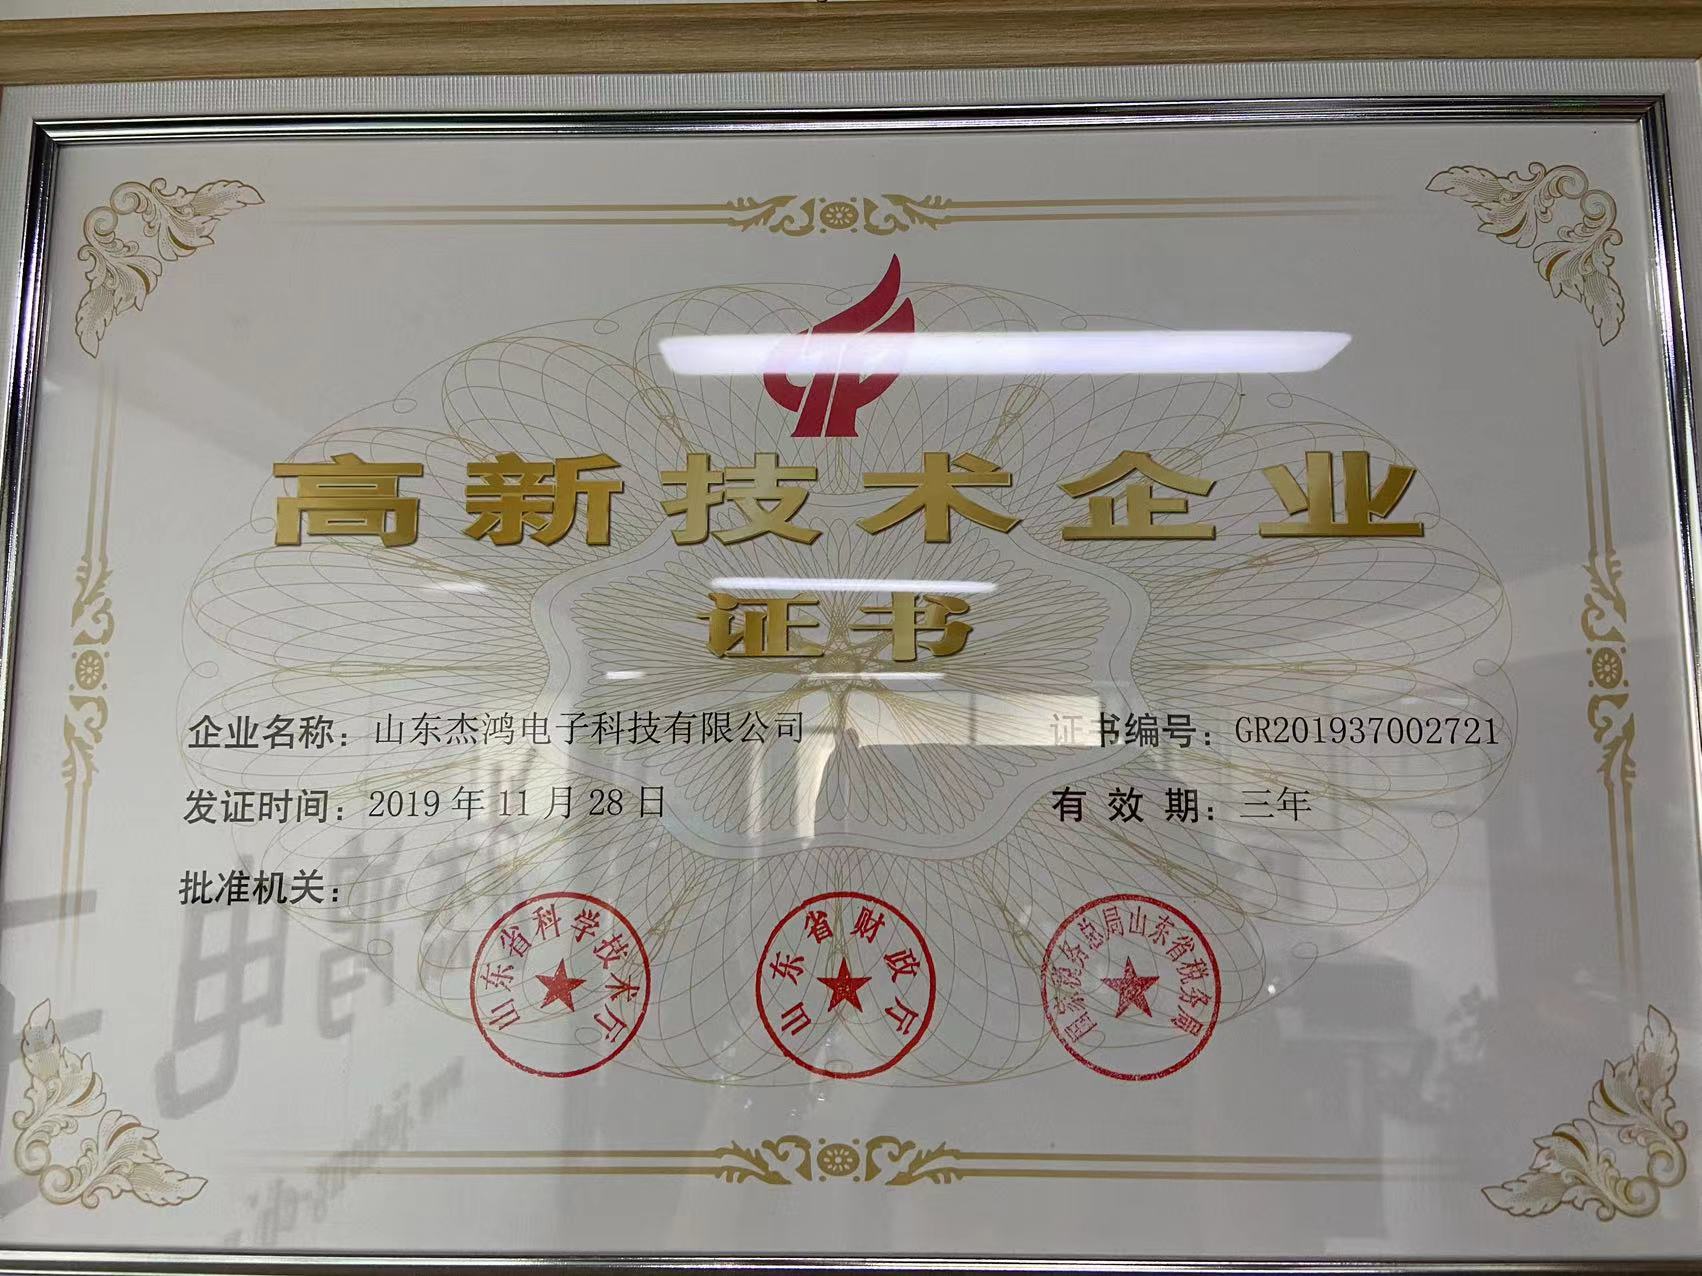 高新技术企业
证书
企业名称：山东杰鸿电子科技有限公司
证书编号：GR201937002721
发证时间：2019年11月28日
有效期：三年
批准机关：
山东省科学技术厅
山东省财政厅
国家税务总局山东省税务局